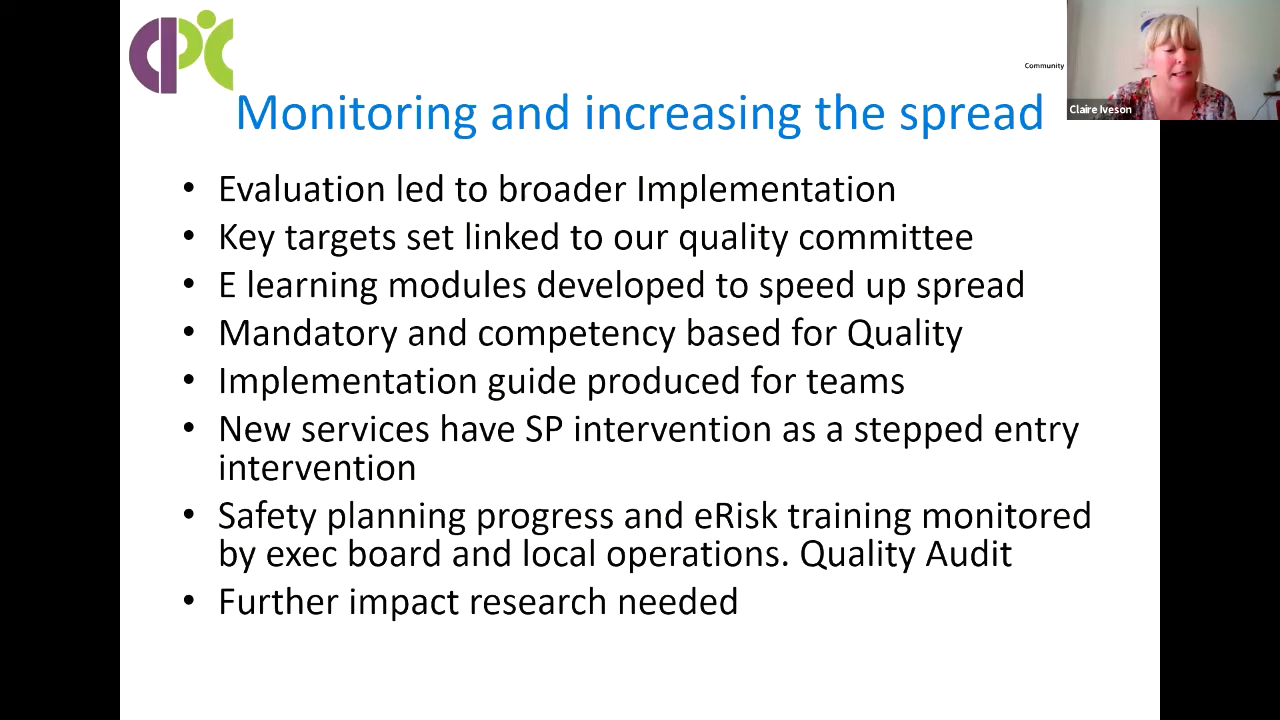 CPC
Community
Claire Iveson
Monitoring and increasing the spread
• Evaluation led to broader Implementation
• Key targets set linked to our quality committee
• E learning modules developed to speed up spread
• Mandatory and competency based for Quality
• Implementation guide produced for teams
• New services have SP intervention as a stepped entry
intervention
• Safety planning progress and eRisk training monitored
by exec board and local operations. Quality Audit
• Further impact research needed